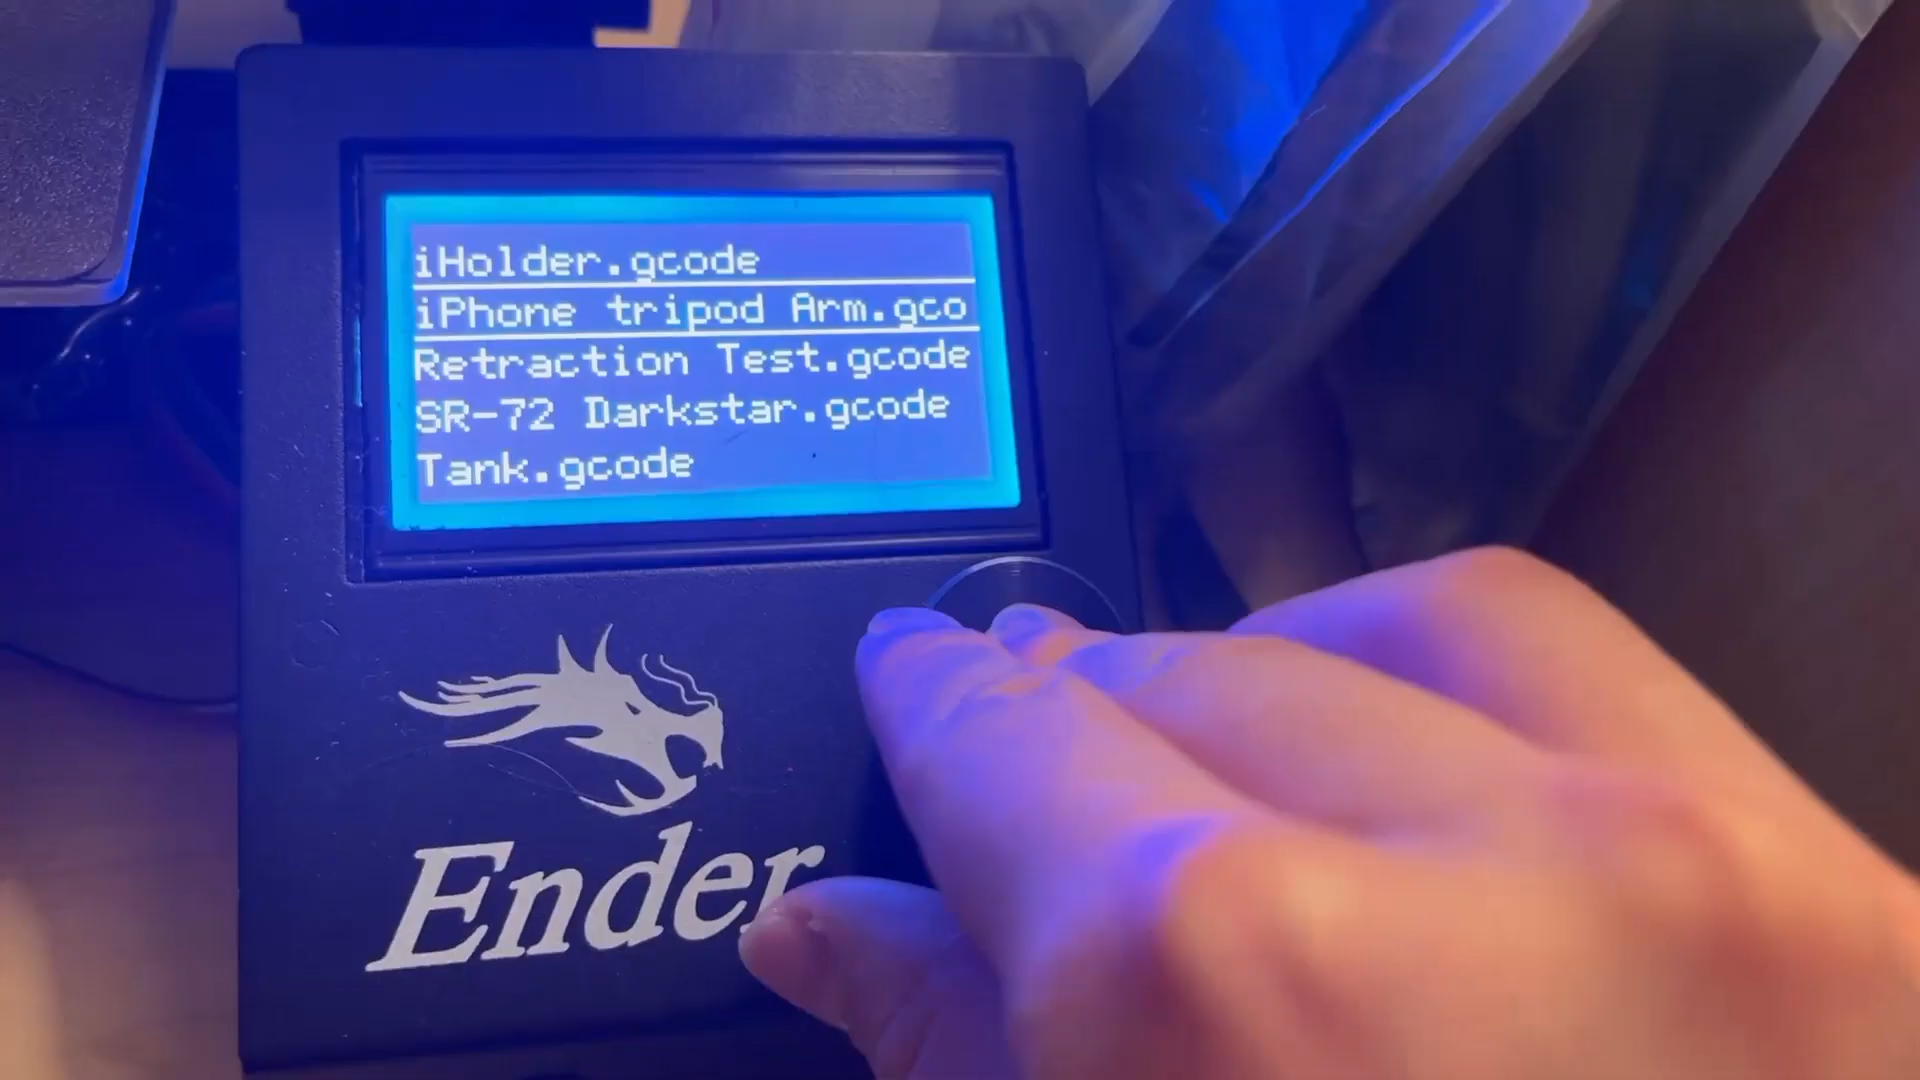 iHolder.gcode
iPhone tripod Arm.gco
Retraction Test.gcode
SR-72 Darkstar.gcode
Tank.gcode
Ender